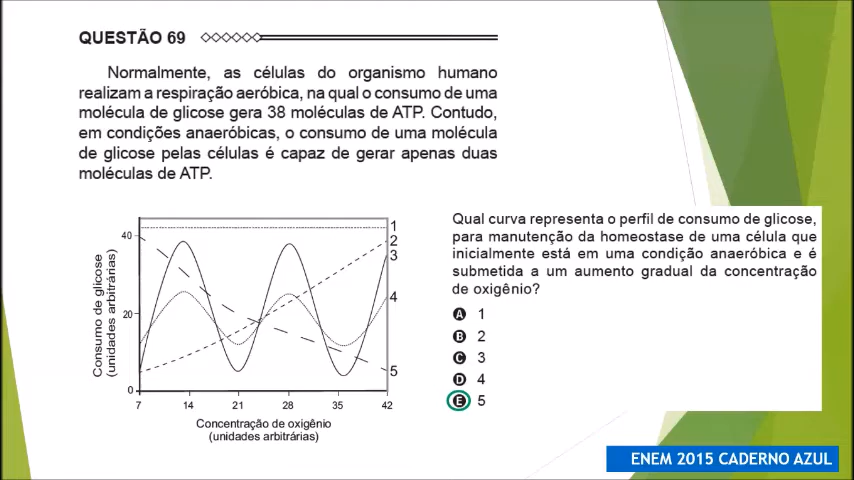 QUESTÃO 69
Normalmente, as células do organismo humano
realizam a respiração aeróbica, na qual o consumo de uma
molécula de glicose gera 38 moléculas de ATP. Contudo,
em condições anaeróbicas, o consumo de uma molécula
de glicose pelas células é capaz de gerar apenas duas
moléculas de ATP.
Consumo de glicose
(unidades arbitrárias)
40
20
0
7 14 21 28 35 42
1
2
3
4
5
Concentração de oxigênio
(unidades arbitrárias)
Qual curva representa o perfil de consumo de glicose,
para manutenção da homeostase de uma célula que
inicialmente está em uma condição anaeróbica e é
submetida a um aumento gradual da concentração
de oxigênio?
A 1
B 2
C 3
D 4
E 5
ENEM 2015 CADERNO AZUL